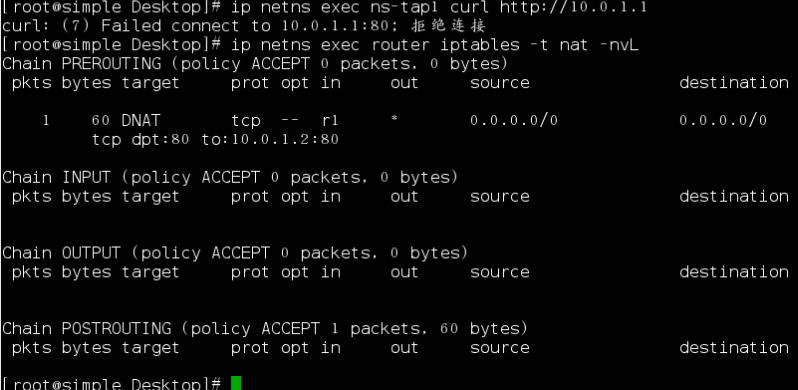 [root@simple Desktop]# ip netns exec ns-tap1 curl http://10.0.1.1
curl: (7) Failed connect to 10.0.1.1:80; 拒绝连接
[root@simple Desktop]# ip netns exec router iptables -t nat -nvL
Chain PREROUTING (policy ACCEPT 0 packets, 0 bytes)
pkts bytes target prot opt in out source destination
1 60 DNAT tcp -- r1 * 0.0.0.0/0 0.0.0.0/0
tcp dpt:80 to:10.0.1.2:80
Chain INPUT (policy ACCEPT 0 packets, 0 bytes)
pkts bytes target prot opt in out source destination
Chain OUTPUT (policy ACCEPT 0 packets, 0 bytes)
pkts bytes target prot opt in out source destination
Chain POSTROUTING (policy ACCEPT 1 packets, 60 bytes)
pkts bytes target prot opt in out source destination
[root@simple Desktop]#